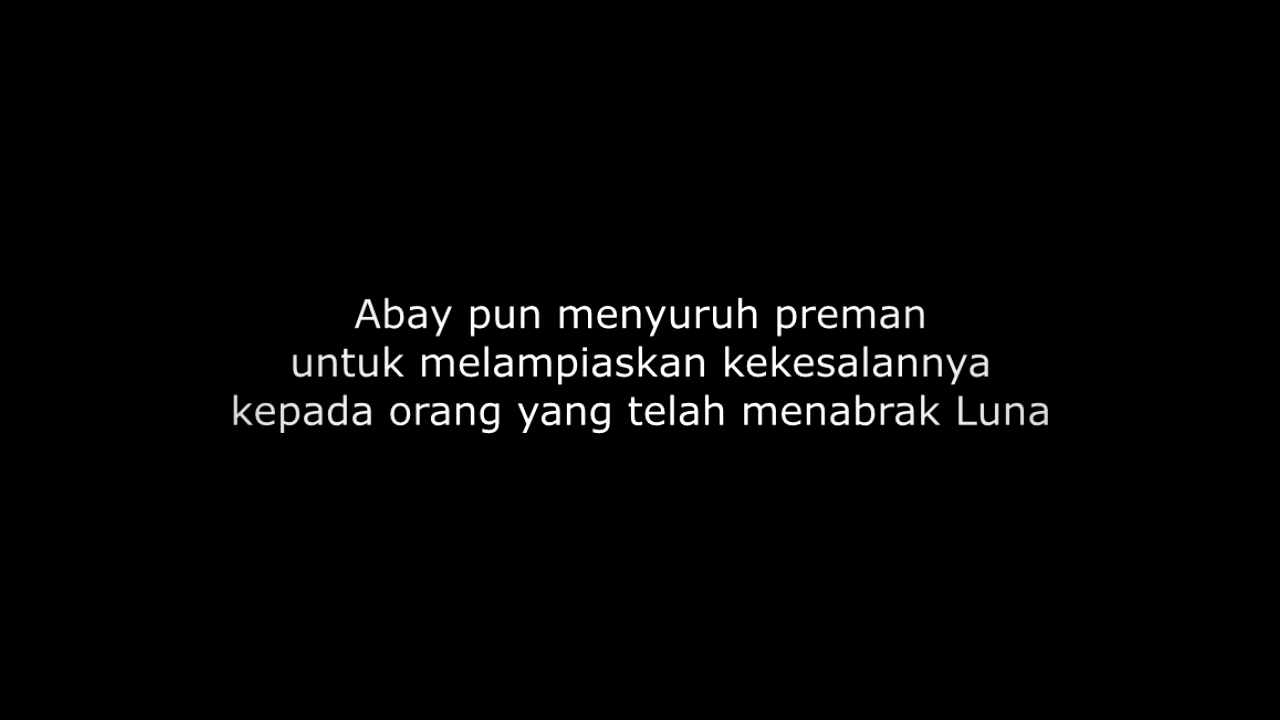 Abay pun menyuruh preman
untuk melampiaskan kekesalannya
kepada orang yang telah menabrak Luna